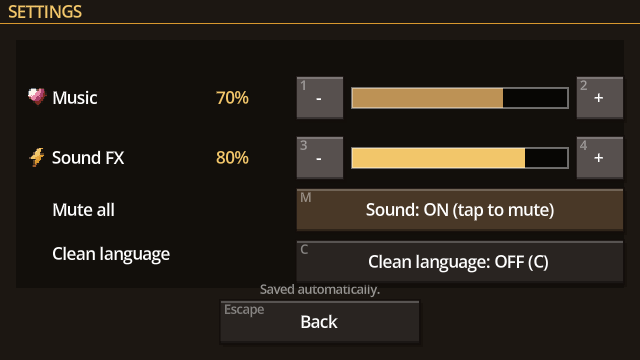 SETTINGS
Music 70% 1 - 2 +
Sound FX 80% 3 - 4 +
Mute all M Sound: ON (tap to mute)
Clean language C Clean language: OFF (C)
Saved automatically.
Escape Back